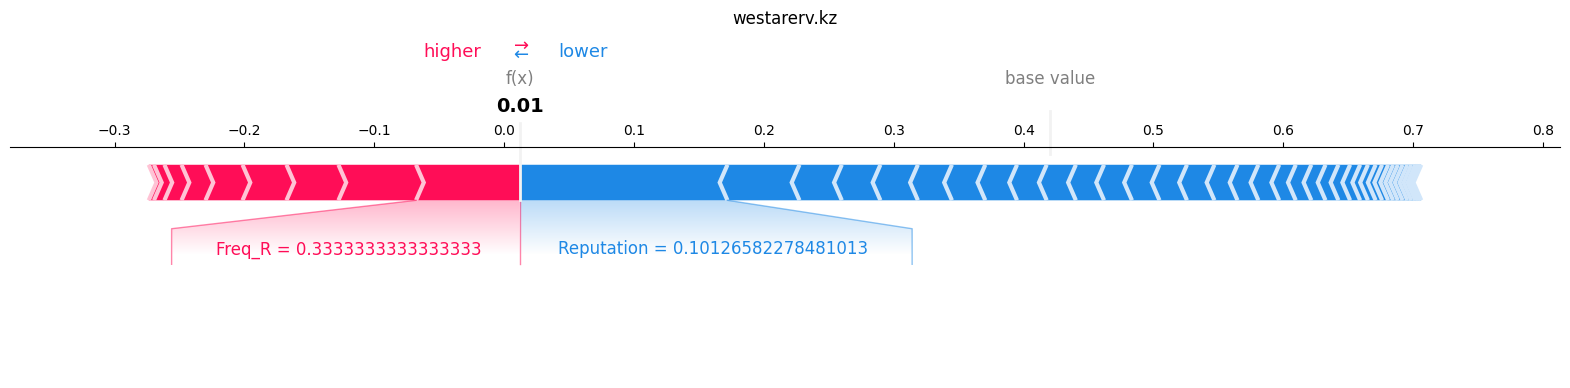 westarerv.kz
higher ⇄ lower
f(x) base value
0.01
−0.3 −0.2 −0.1 0.0 0.1 0.2 0.3 0.4 0.5 0.6 0.7 0.8
Freq_R = 0.3333333333333333 Reputation = 0.10126582278481013